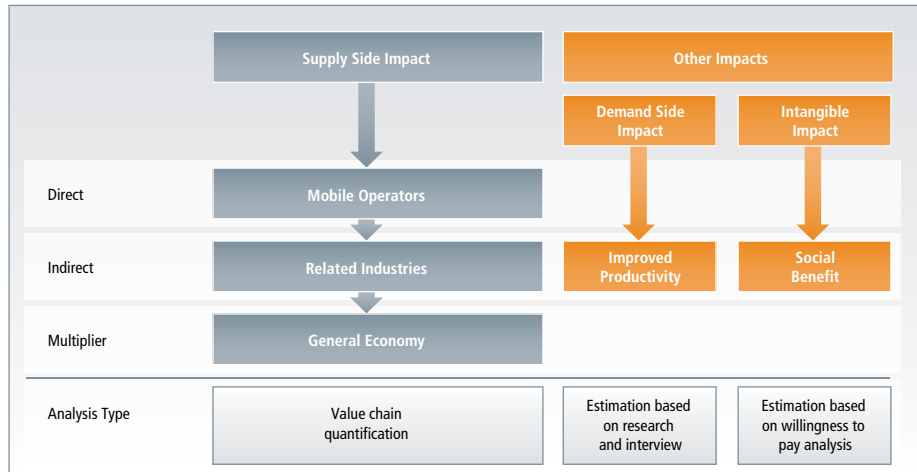 Supply Side Impact
Other Impacts
Demand Side
Impact
Intangible
Impact
Direct
Mobile Operators
Indirect
Related Industries
Improved
Productivity
Social
Benefit
Multiplier
General Economy
Analysis Type
Value chain
quantification
Estimation based
on research
and interview
Estimation based
on willingness to
pay analysis